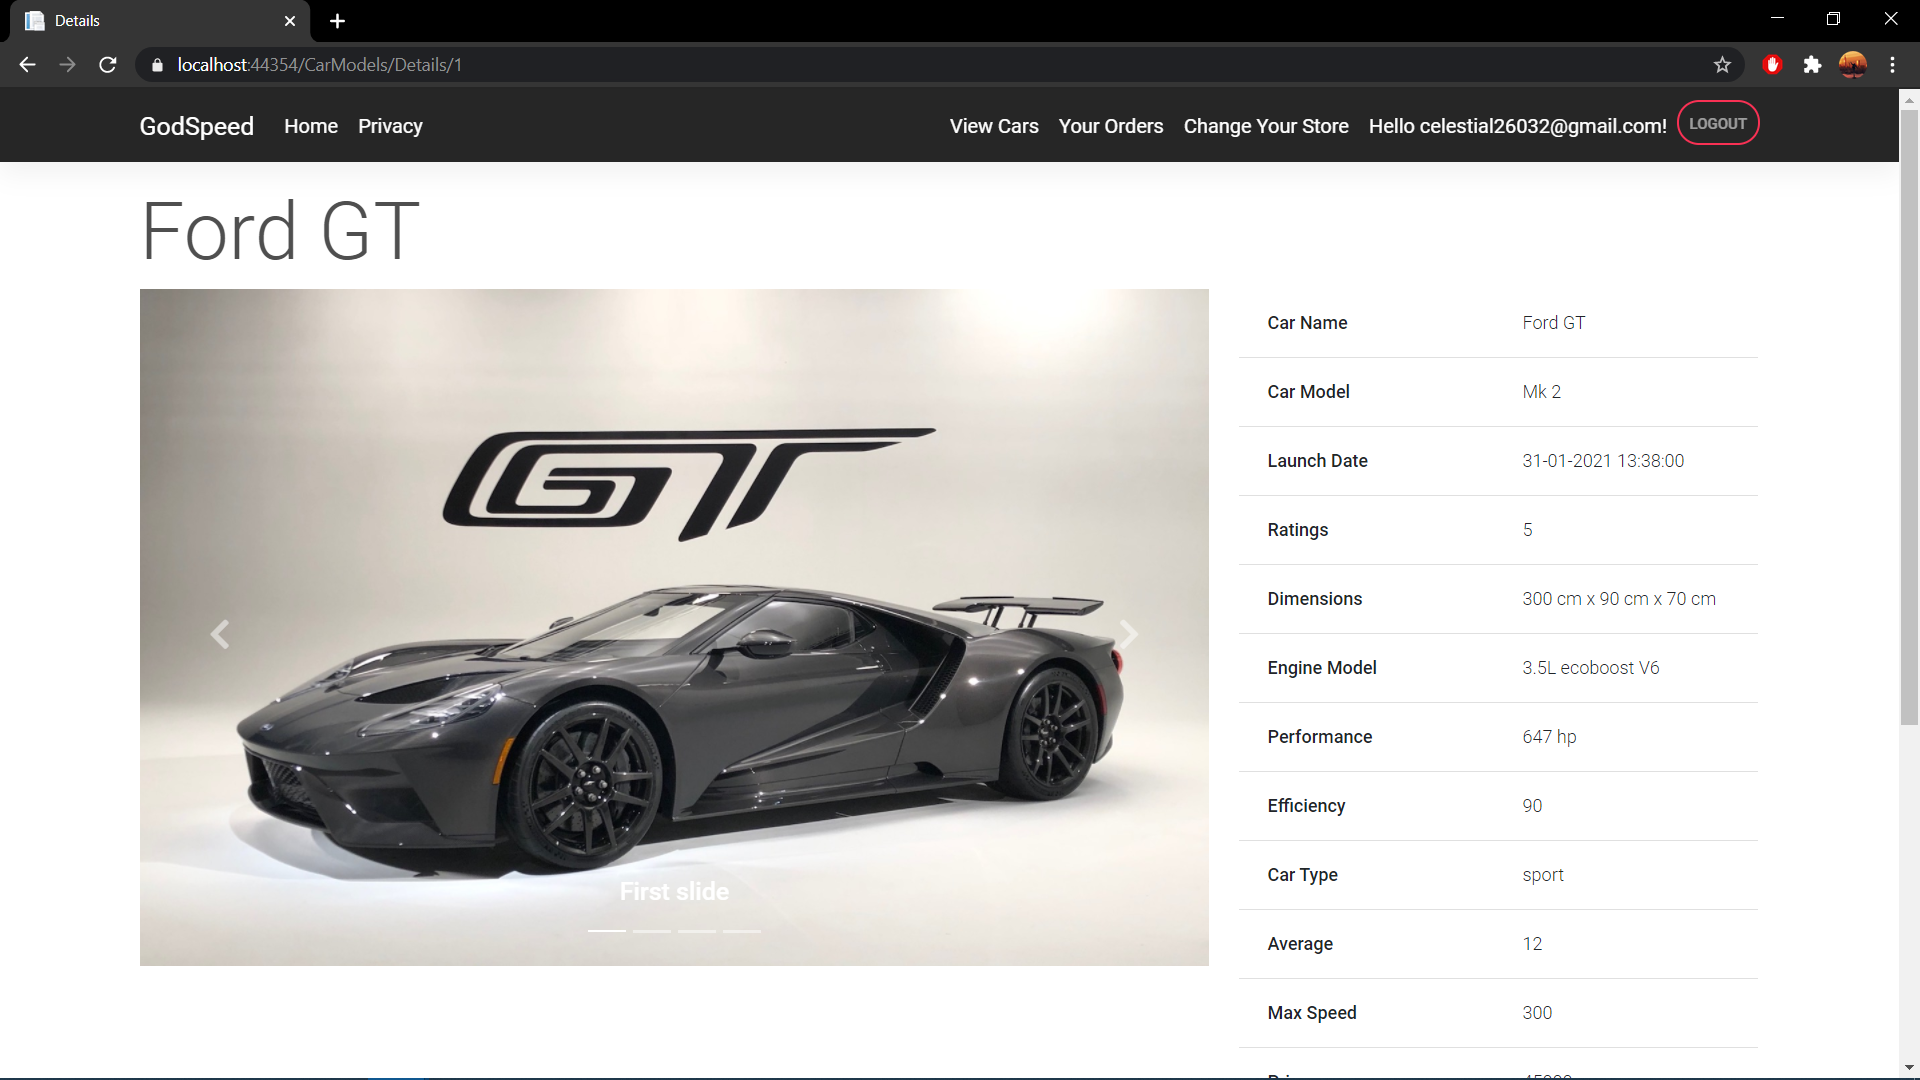 Details
localhost:44354/CarModels/Details/1
GodSpeed Home Privacy View Cars Your Orders Change Your Store Hello celestial26032@gmail.com! LOGOUT
Ford GT
GT
First slide
Car Name Ford GT
Car Model Mk 2
Launch Date 31-01-2021 13:38:00
Ratings 5
Dimensions 300 cm x 90 cm x 70 cm
Engine Model 3.5L ecoboost V6
Performance 647 hp
Efficiency 90
Car Type sport
Average 12
Max Speed 300